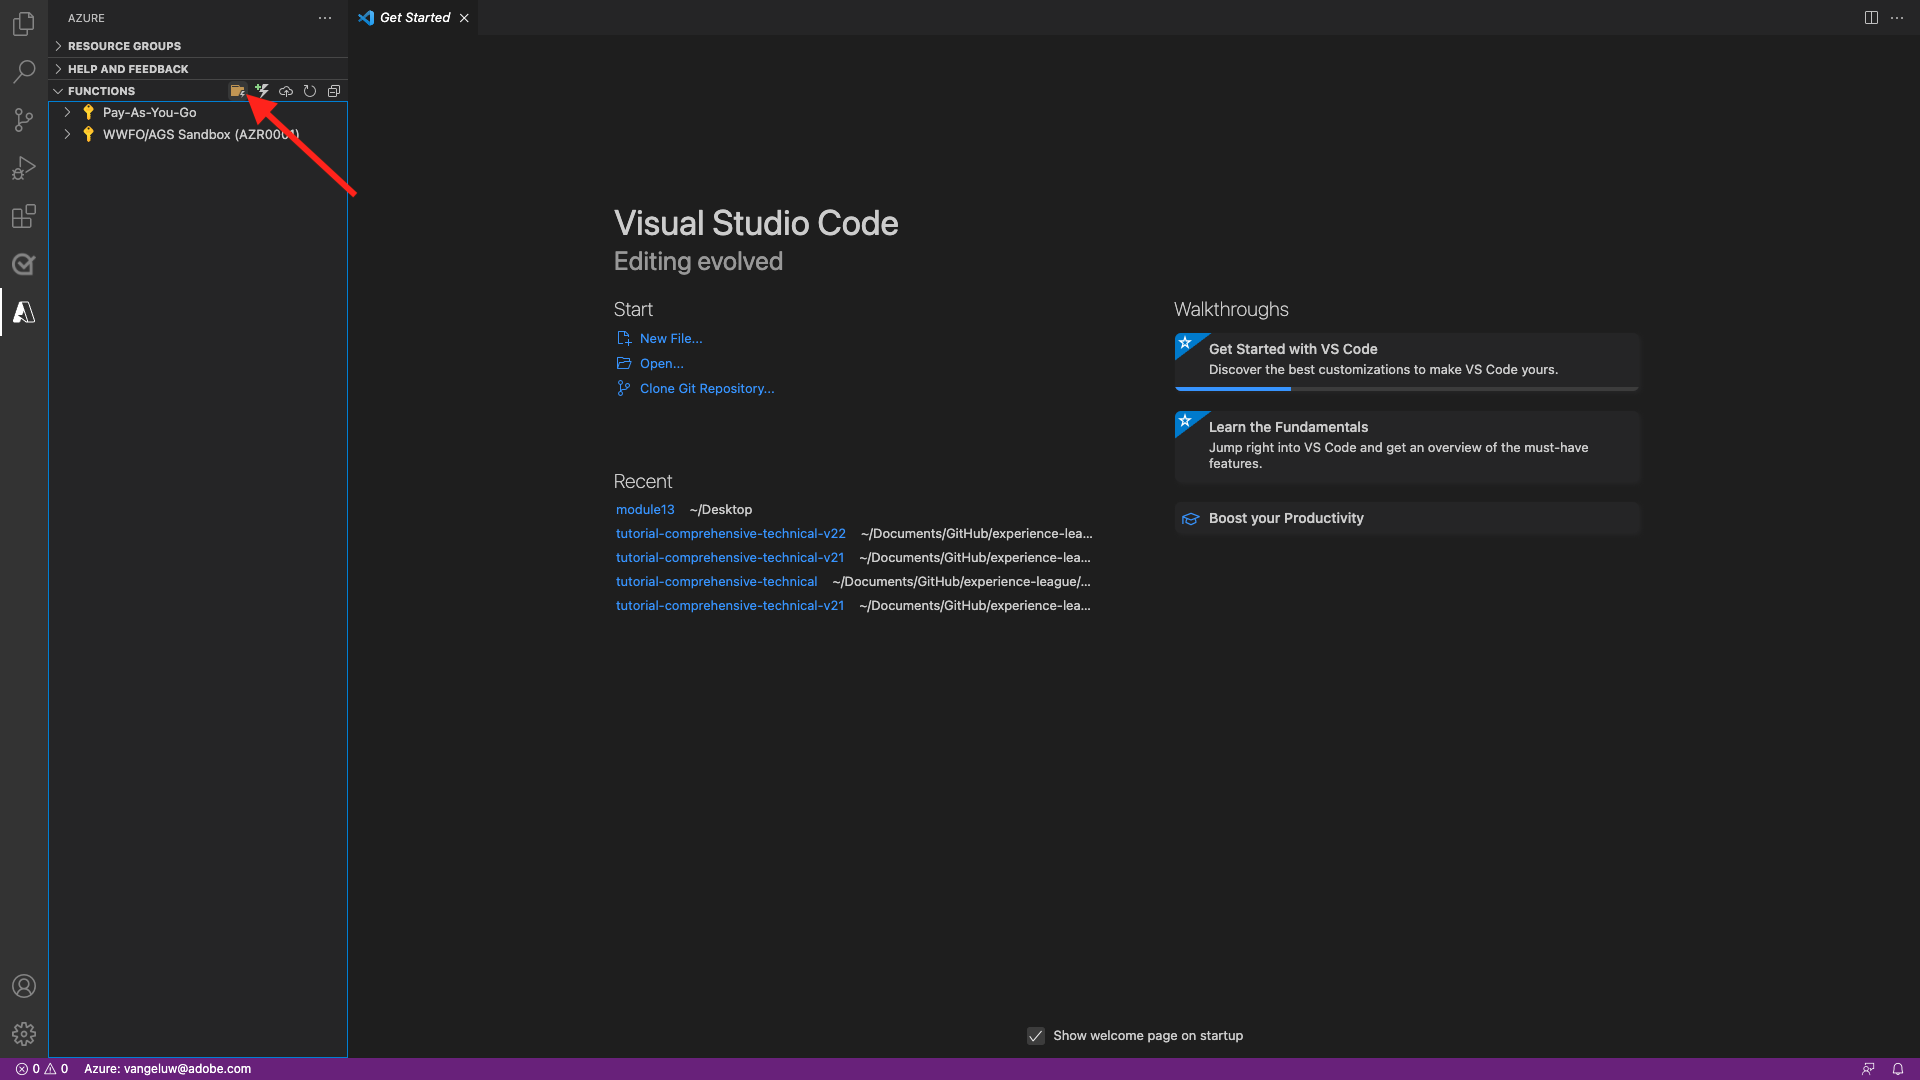 AZURE
RESOURCE GROUPS
HELP AND FEEDBACK
FUNCTIONS
Pay-As-You-Go
WWFO/AGS Sandbox (AZR0001)
Get Started
Visual Studio Code
Editing evolved
Start
New File...
Open...
Clone Git Repository...
Recent
module13 ~/Desktop
tutorial-comprehensive-technical-v22 ~/Documents/GitHub/experience-lea...
tutorial-comprehensive-technical-v21 ~/Documents/GitHub/experience-lea...
tutorial-comprehensive-technical ~/Documents/GitHub/experience-league/...
tutorial-comprehensive-technical-v21 ~/Documents/GitHub/experience-lea...
Walkthroughs
Get Started with VS Code
Discover the best customizations to make VS Code yours.
Learn the Fundamentals
Jump right into VS Code and get an overview of the must-have
features.
Boost your Productivity
Show welcome page on startup
0 0 Azure: vangeluw@adobe.com